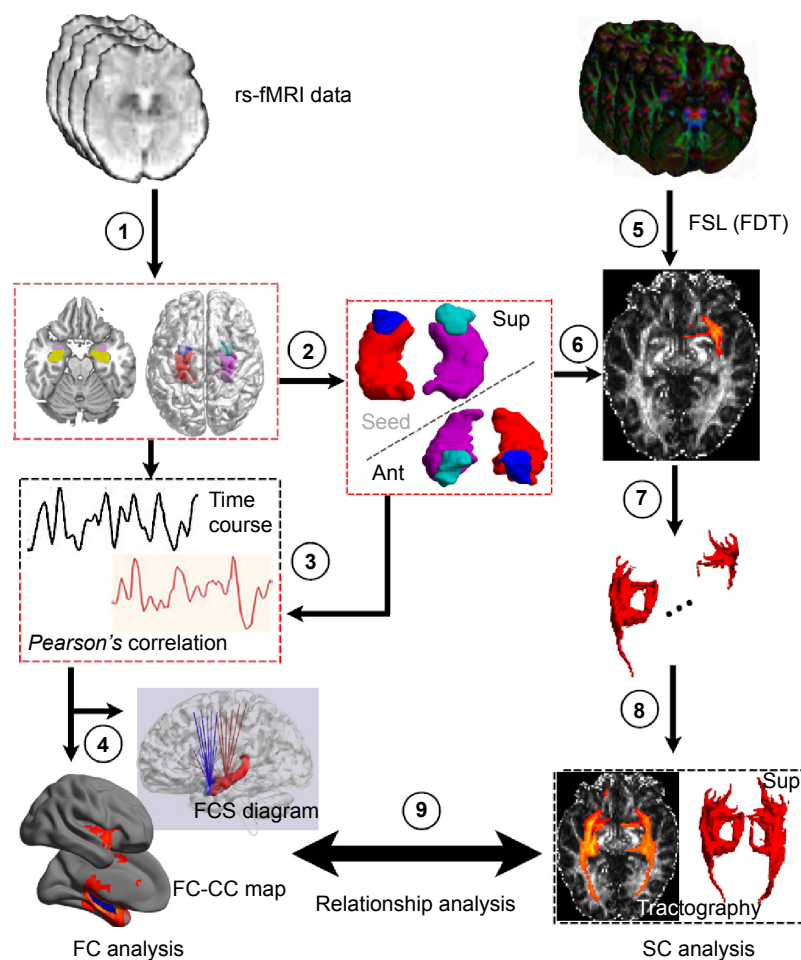 rs-fMRI data
1
5
FSL (FDT)
2
Sup
6
Seed
Ant
7
Time
course
3
Pearson's correlation
8
4
FCS diagram
9
Sup
FC-CC map
Relationship analysis
Tractography
FC analysis
SC analysis